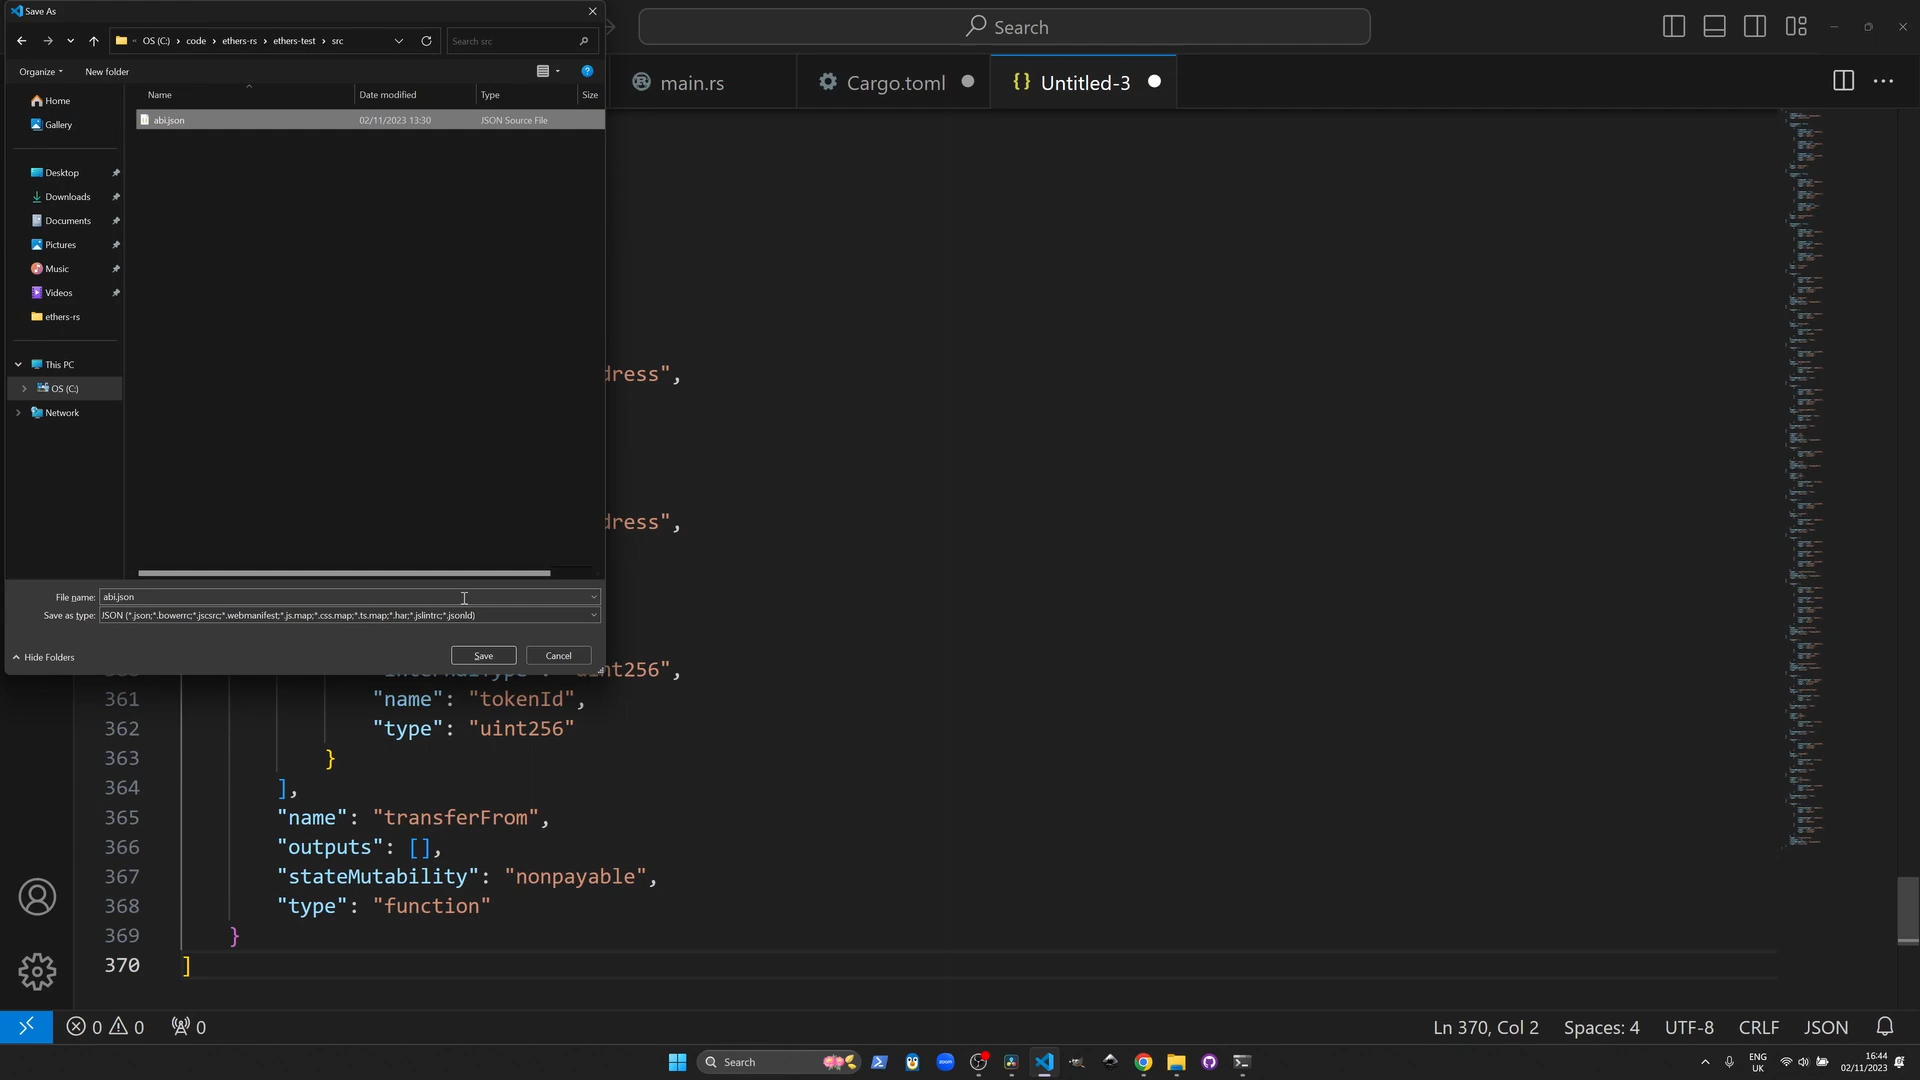 Save As
OS (C:) › code › ethers-rs › ethers-test › src
Search src
Organize
New folder
Name
Date modified
Type
Size
abi.json
02/11/2023 13:30
JSON Source File
Home
Gallery
Desktop
Downloads
Documents
Pictures
Music
Videos
ethers-rs
This PC
OS (C:)
Network
File name: abi.json
Save as type: JSON (*.json;*.bowerrc;*.jscsrc;*.webmanifest;*.js.map;*.css.map;*.ts.map;*.har;*.jslintrc;*.jsonld)
Hide Folders
Save
Cancel
Search
main.rs
Cargo.toml
{} Untitled-3
dress",
dress",
nt256",
361 "name": "tokenId",
362 "type": "uint256"
363 }
364 ],
365 "name": "transferFrom",
366 "outputs": [],
367 "stateMutability": "nonpayable",
368 "type": "function"
369 }
370 ]
0 0 0
Ln 370, Col 2
Spaces: 4
UTF-8
CRLF
JSON
Search
zoom
ENG
UK
16:44
02/11/2023